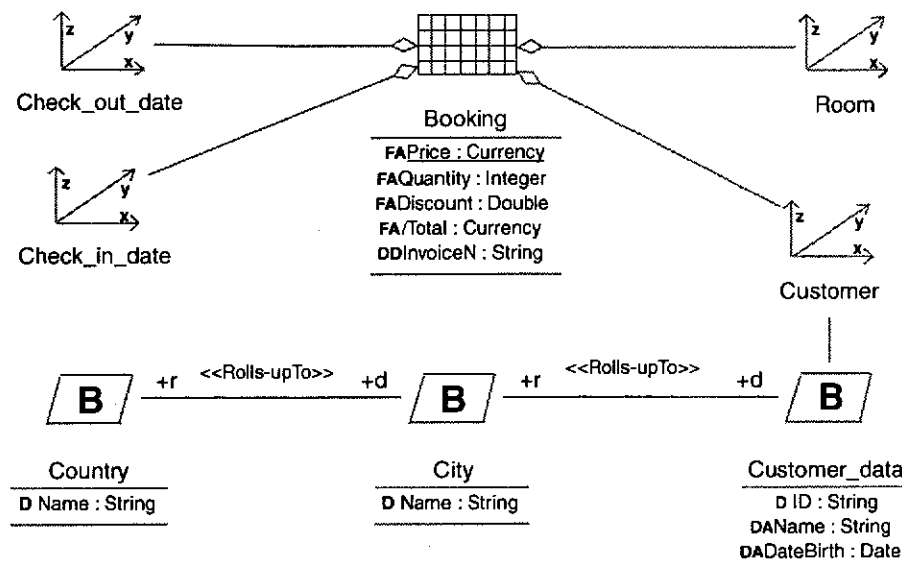 z y x
z y x
Check_out_date
Room
Booking
FAPrice : Currency
FAQuantity : Integer
FADiscount : Double
FA/Total : Currency
DDInvoiceN : String
z y x
Check_in_date
z y x
Customer
B +r <<Rolls-upTo>> +d B +r <<Rolls-upTo>> +d B
Country
D Name : String
City
D Name : String
Customer_data
D ID : String
DAName : String
DADateBirth : Date